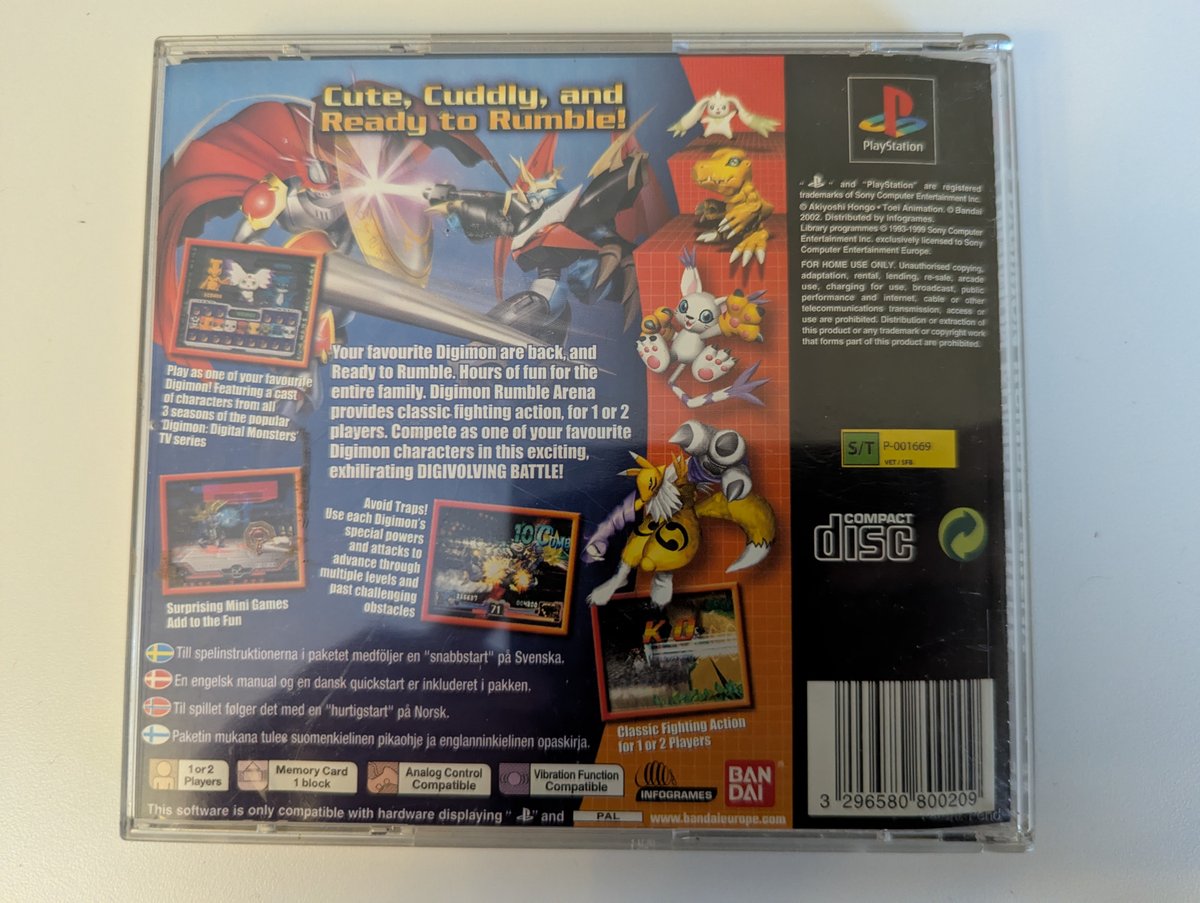 Cute, Cuddly, and
Ready to Rumble!
Play as one of your favourite
Digimon! Featuring a cast
of characters from all
3 seasons of the popular
'Digimon: Digital Monsters'
TV series
Your favourite Digimon are back, and
Ready to Rumble. Hours of fun for the
entire family. Digimon Rumble Arena
provides classic fighting action, for 1 or 2
players. Compete as one of your favourite
Digimon characters in this exciting,
exhilirating DIGIVOLVING BATTLE!
Surprising Mini Games
Add to the Fun
Avoid Traps!
Use each Digimon's
special powers
and attacks to
advance through
multiple levels and
past challenging
obstacles
71
K O
Classic Fighting Action
for 1 or 2 Players
Till spelinstruktionerna i paketet medföljer en "snabbstart" på Svenska.
En engelsk manual og en dansk quickstart er inkluderet i pakken.
Til spillet følger det med en "hurtigstart" på Norsk.
Paketin mukana tulee suomenkielinen pikaohje ja englanninkielinen opaskirja.
1 or 2
Players
Memory Card
1 block
Analog Control
Compatible
Vibration Function
Compatible
INFOGRAMES
BAN
DAI
This software is only compatible with hardware displaying " " and PAL
www.bandaieurope.com
PlayStation
" " and "PlayStation" are registered
trademarks of Sony Computer Entertainment Inc.
© Akiyoshi Hongo • Toei Animation. © Bandai
2002. Distributed by Infogrames.
Library programmes © 1993-1999 Sony Computer
Entertainment Inc. exclusively licensed to Sony
Computer Entertainment Europe.
FOR HOME USE ONLY. Unauthorised copying,
adaptation, rental, lending, re-sale, arcade
use, charging for use, broadcast, public
performance and internet, cable or other
telecommunications transmission, access or
use are prohibited. Distribution or extraction of
this product or any trademark or copyright work
that forms part of this product are prohibited.
S/T P-001669
VET / SFB
COMPACT
disc
3 296580 800209